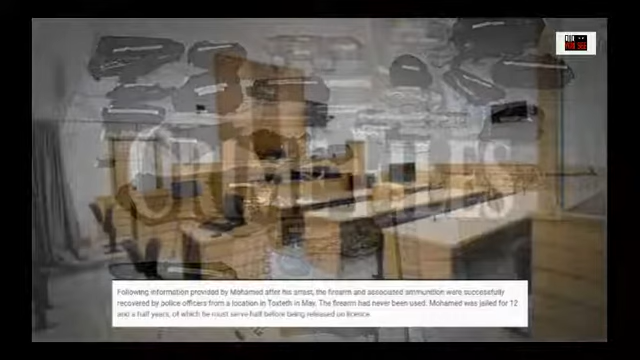 CRIME FILES
Following information provided by Mohamed after his arrest, the firearm and associated ammunition were successfully
recovered by police officers from a location in Toxteth in May. The firearm had never been used. Mohamed was jailed for 12
and a half years, of which he must serve half before being released on licence.